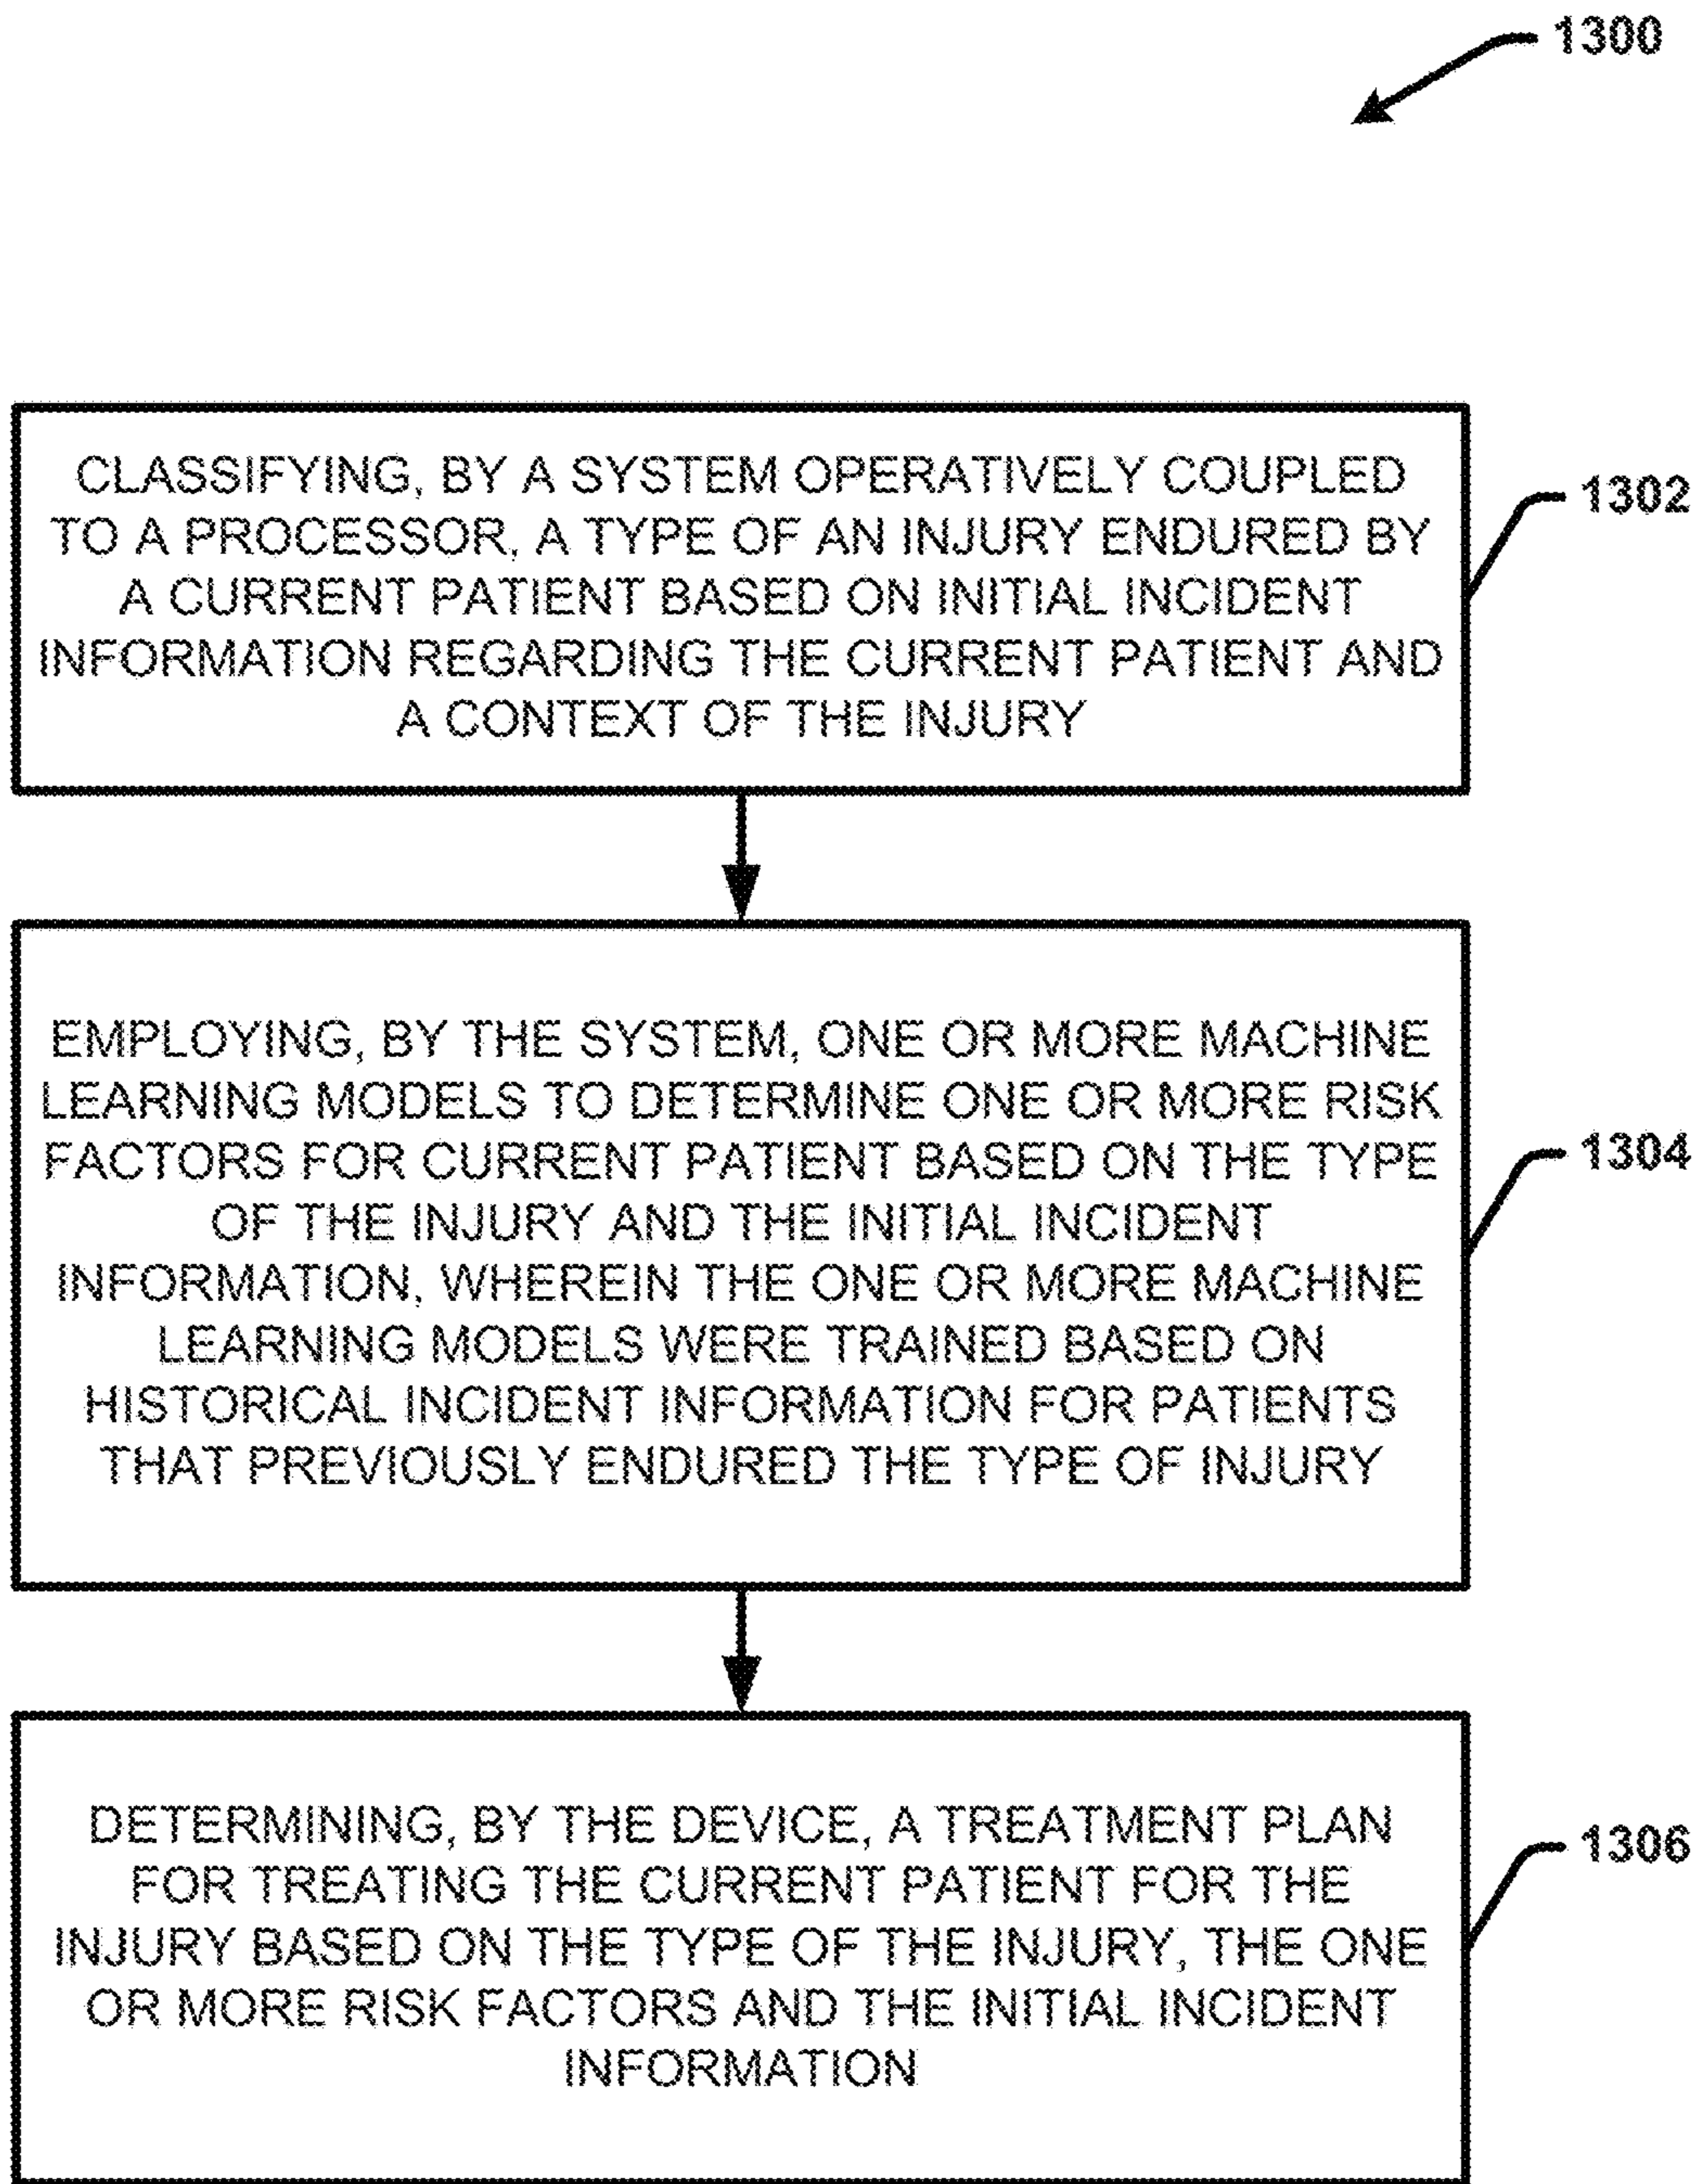 1300
CLASSIFYING, BY A SYSTEM OPERATIVELY COUPLED
TO A PROCESSOR, A TYPE OF AN INJURY ENDURED BY
A CURRENT PATIENT BASED ON INITIAL INCIDENT
INFORMATION REGARDING THE CURRENT PATIENT AND
A CONTEXT OF THE INJURY
1302
EMPLOYING, BY THE SYSTEM, ONE OR MORE MACHINE
LEARNING MODELS TO DETERMINE ONE OR MORE RISK
FACTORS FOR CURRENT PATIENT BASED ON THE TYPE
OF THE INJURY AND THE INITIAL INCIDENT
INFORMATION, WHEREIN THE ONE OR MORE MACHINE
LEARNING MODELS WERE TRAINED BASED ON
HISTORICAL INCIDENT INFORMATION FOR PATIENTS
THAT PREVIOUSLY ENDURED THE TYPE OF INJURY
1304
DETERMINING, BY THE DEVICE, A TREATMENT PLAN
FOR TREATING THE CURRENT PATIENT FOR THE
INJURY BASED ON THE TYPE OF THE INJURY, THE ONE
OR MORE RISK FACTORS AND THE INITIAL INCIDENT
INFORMATION
1306